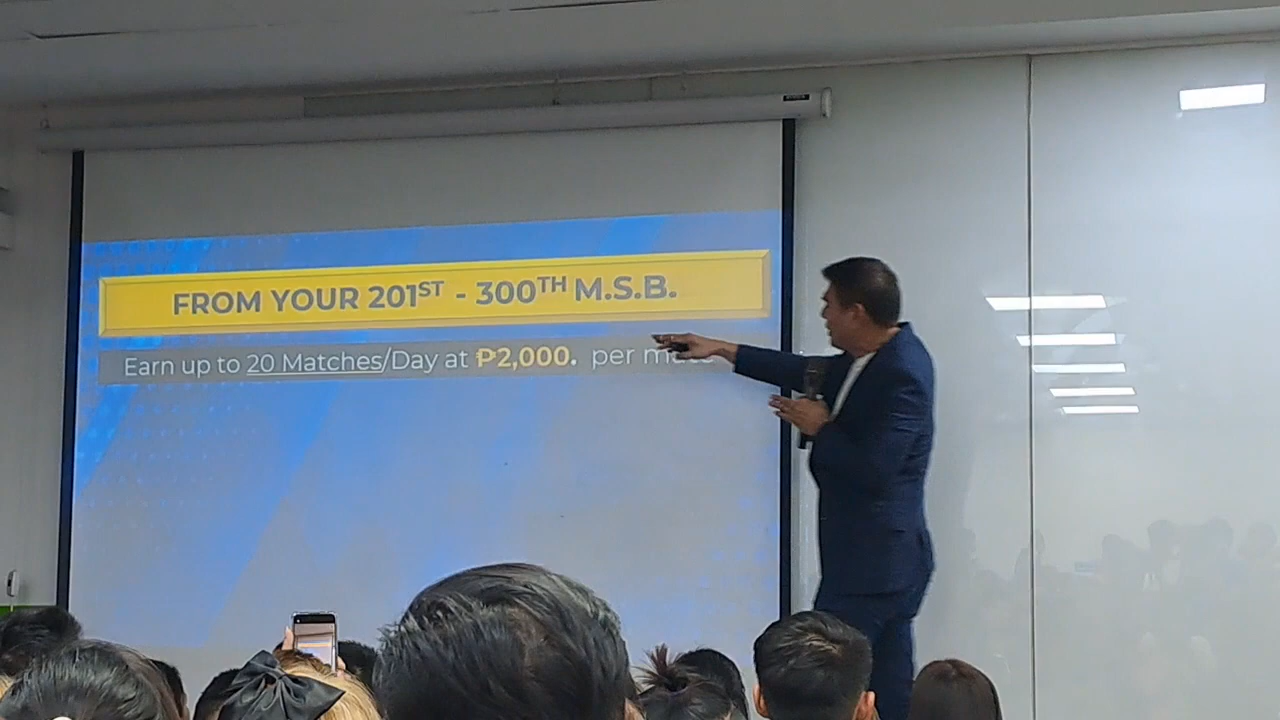 FROM YOUR 201ST - 300TH M.S.B.
Earn up to 20 Matches/Day at ₱2,000. per